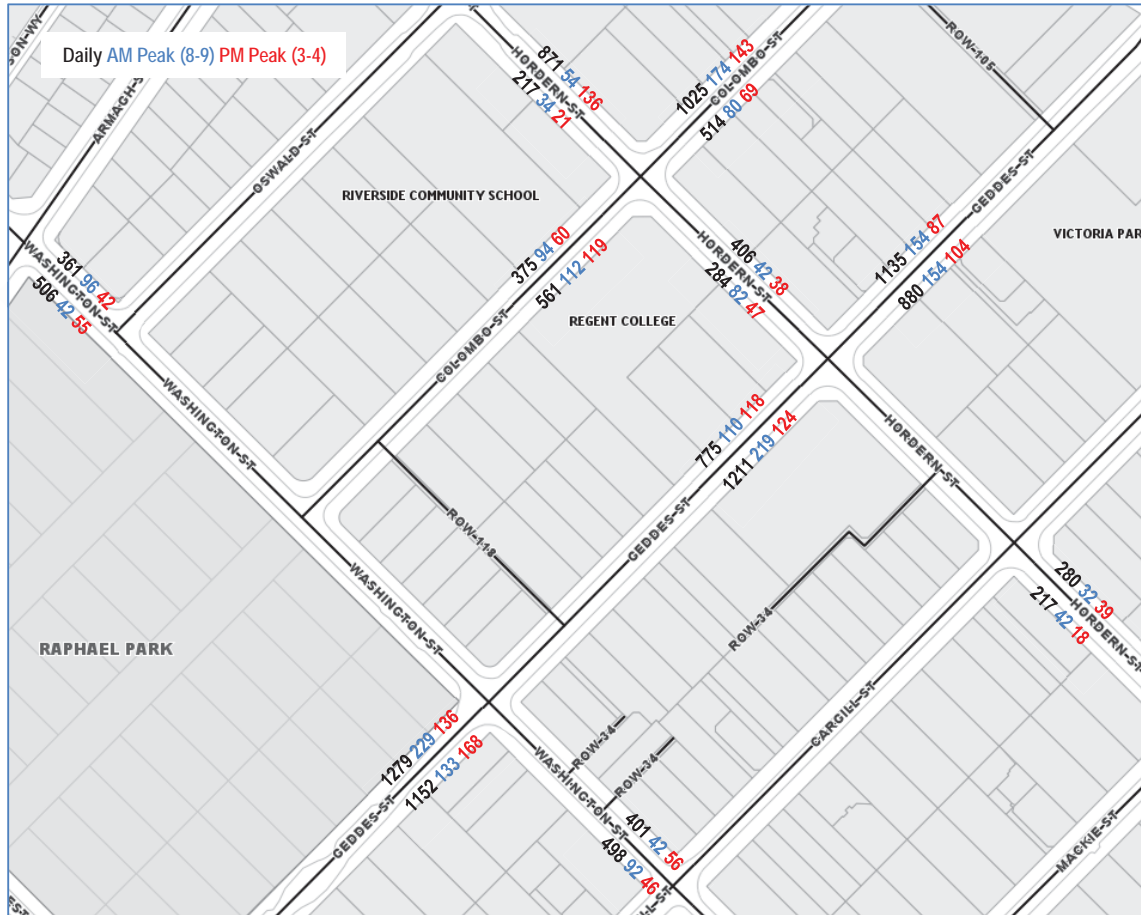 Daily AM Peak (8-9) PM Peak (3-4)
SON-WY
ARMAGH-S
OSWALD-ST
HORDERN-ST
871 54 136
217 34 21
1025 174 143
COLOMBO-ST
514 80 69
ROW-105
GEDDES-ST
RIVERSIDE COMMUNITY SCHOOL
VICTORIA PAR
WASHINGTON-ST
361 96 42
506 42 55
375 94 60
561 112 119
COLOMBO-ST
REGENT COLLEGE
HORDERN-ST
406 42 38
284 82 47
1135 154 87
880 154 104
WASHINGTON-ST
775 110 118
1211 219 124
GEDDES-ST
HORDERN-ST
ROW-118
WASHINGTON-ST
ROW-34
280 32 39
217 42 18
HORDERN-ST
RAPHAEL PARK
CARGILL-ST
1279 229 136
1152 133 168
GEDDES-ST
ROW-34
ROW-34
WASHINGTON-ST
401 42 56
498 92 46
MACKIE-ST
EST
ILL-ST